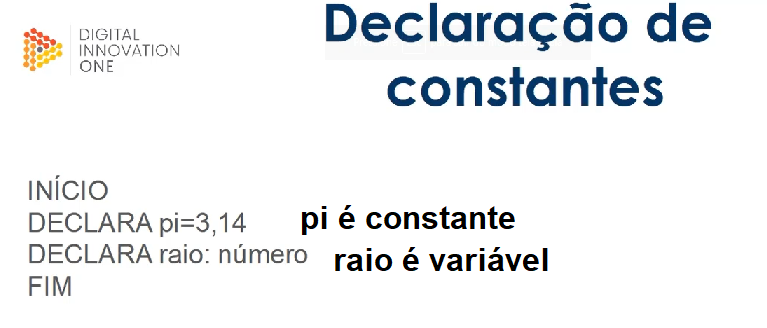 DIGITAL
INNOVATION
ONE
Declaração de
constantes
INÍCIO
DECLARA pi=3,14 pi é constante
DECLARA raio: número raio é variável
FIM